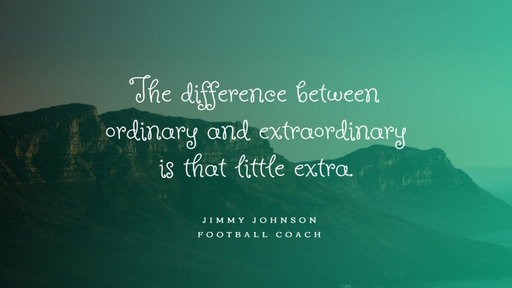 The difference between
ordinary and extraordinary
is that little extra.
JIMMY JOHNSON
FOOTBALL COACH